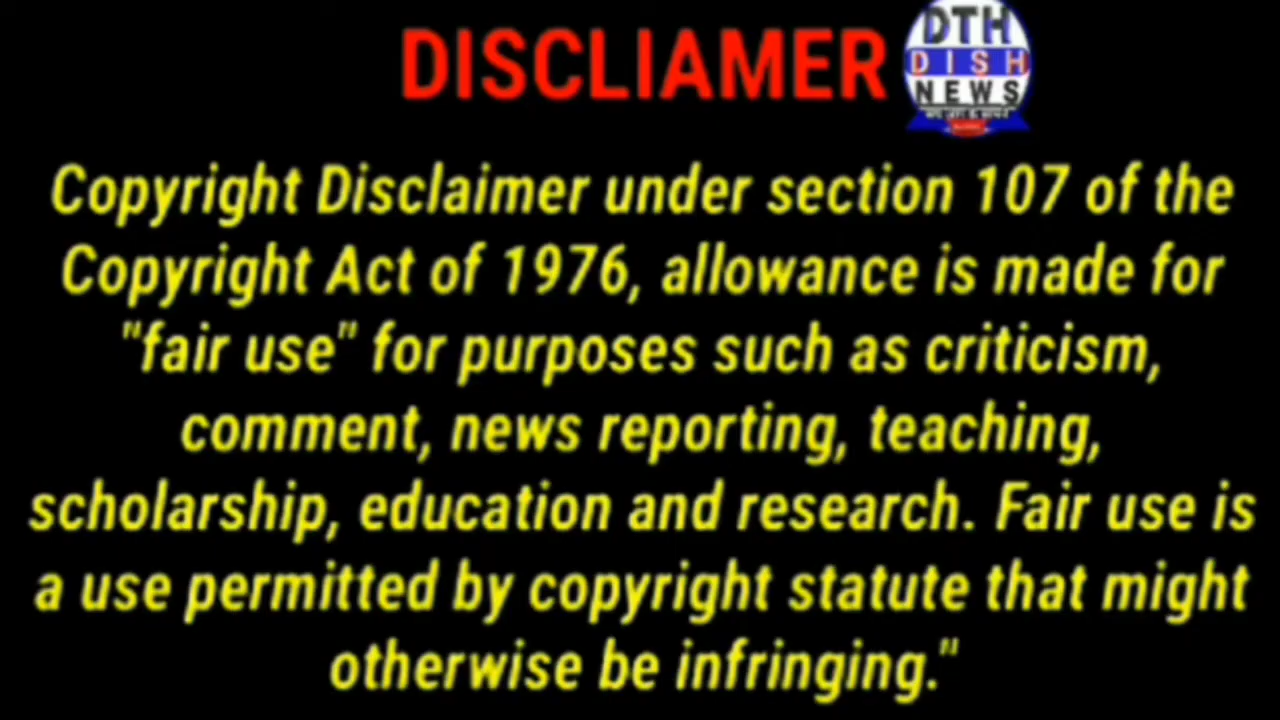 DISCLIAMER
DTH
DISH
NEWS
Copyright Disclaimer under section 107 of the
Copyright Act of 1976, allowance is made for
"fair use" for purposes such as criticism,
comment, news reporting, teaching,
scholarship, education and research. Fair use is
a use permitted by copyright statute that might
otherwise be infringing."